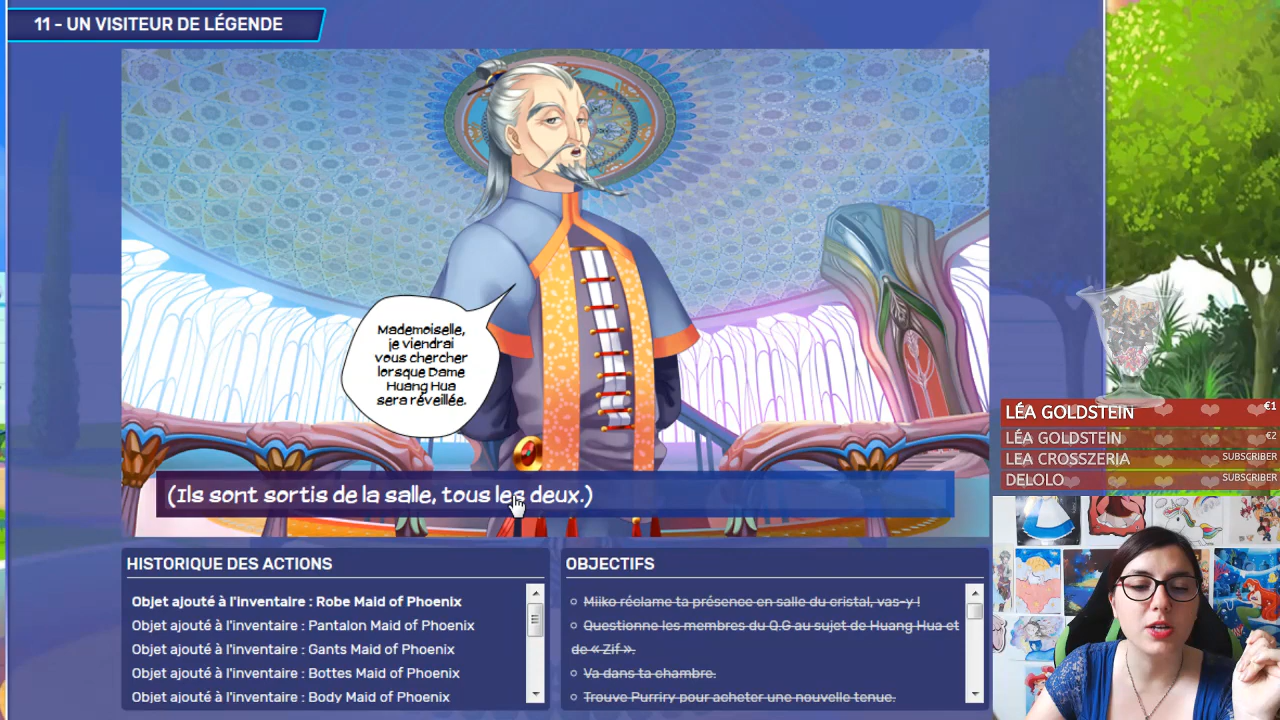 11 - UN VISITEUR DE LÉGENDE
Mademoiselle,
je viendrai
vous chercher
lorsque Dame
Huang Hua
sera réveillée.
(Ils sont sortis de la salle, tous les deux.)
HISTORIQUE DES ACTIONS
Objet ajouté à l'inventaire : Robe Maid of Phoenix
Objet ajouté à l'inventaire : Pantalon Maid of Phoenix
Objet ajouté à l'inventaire : Gants Maid of Phoenix
Objet ajouté à l'inventaire : Bottes Maid of Phoenix
Objet ajouté à l'inventaire : Body Maid of Phoenix
OBJECTIFS
Miiko réclame ta présence en salle du cristal, vas-y !
Questionne les membres du Q.G au sujet de Huang Hua et
de « Zif ».
Va dans ta chambre.
Trouve Purriry pour acheter une nouvelle tenue.
LÉA GOLDSTEIN €1
LÉA GOLDSTEIN €2
LEA CROSSZERIA SUBSCRIBER
DELOLO SUBSCRIBER